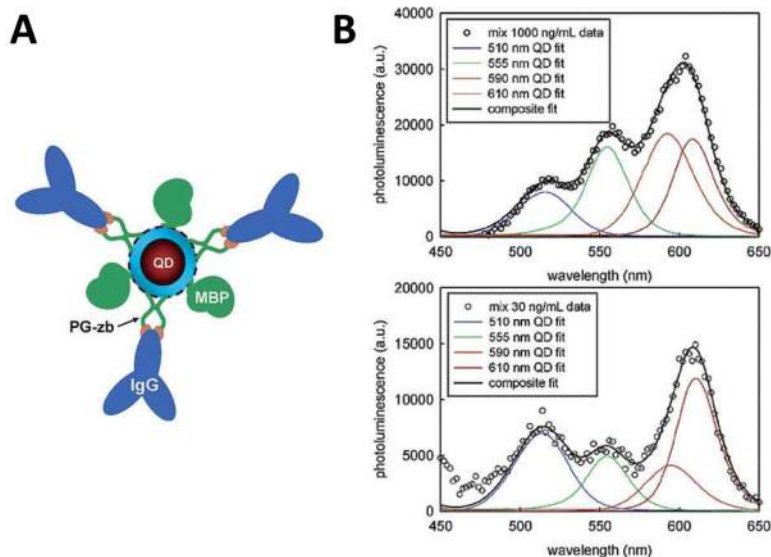 A
QD
MBP
PG-zb
IgG
B
photoluminescence (a.u.)
40000
30000
20000
10000
0
mix 1000 ng/mL data
510 nm QD fit
555 nm QD fit
590 nm QD fit
610 nm QD fit
composite fit
450 500 550 600 650
wavelength (nm)
photoluminescence (a.u.)
20000
15000
10000
5000
0
mix 30 ng/mL data
510 nm QD fit
555 nm QD fit
590 nm QD fit
610 nm QD fit
composite fit
450 500 550 600 650
wavelength (nm)